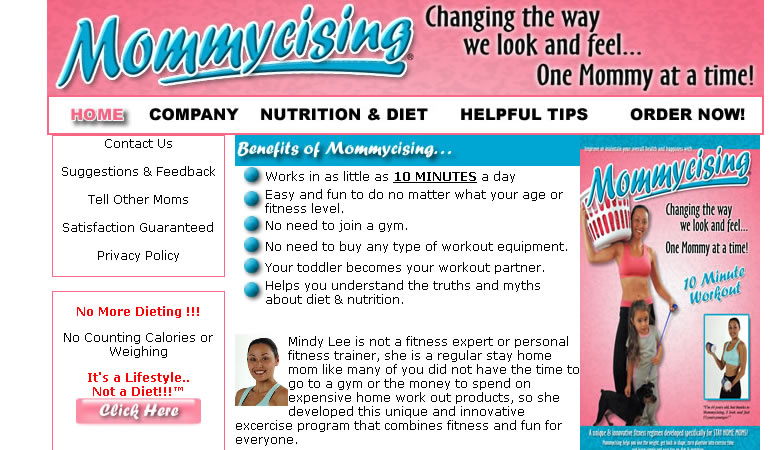 Mommycising®
Changing the way
we look and feel...
One Mommy at a time!
HOME COMPANY NUTRITION & DIET HELPFUL TIPS ORDER NOW!
Contact Us
Suggestions & Feedback
Tell Other Moms
Satisfaction Guaranteed
Privacy Policy
No More Dieting !!!
No Counting Calories or
Weighing
It's a Lifestyle..
Not a Diet!!!™
Click Here
Benefits of Mommycising...
Works in as little as 10 MINUTES a day
Easy and fun to do no matter what your age or
fitness level.
No need to join a gym.
No need to buy any type of workout equipment.
Your toddler becomes your workout partner.
Helps you understand the truths and myths
about diet & nutrition.
Mindy Lee is not a fitness expert or personal
fitness trainer, she is a regular stay home
mom like many of you did not have the time to
go to a gym or the money to spend on
expensive home work out products, so she
developed this unique and innovative
excercise program that combines fitness and fun for
everyone.
Improve or maintain your overall health and happiness with...
Mommycising
Changing the way
we look and feel...
One Mommy at a time!
10 Minute
Workout
A unique & innovative fitness regimen developed specifically for STAY HOME MOMS!